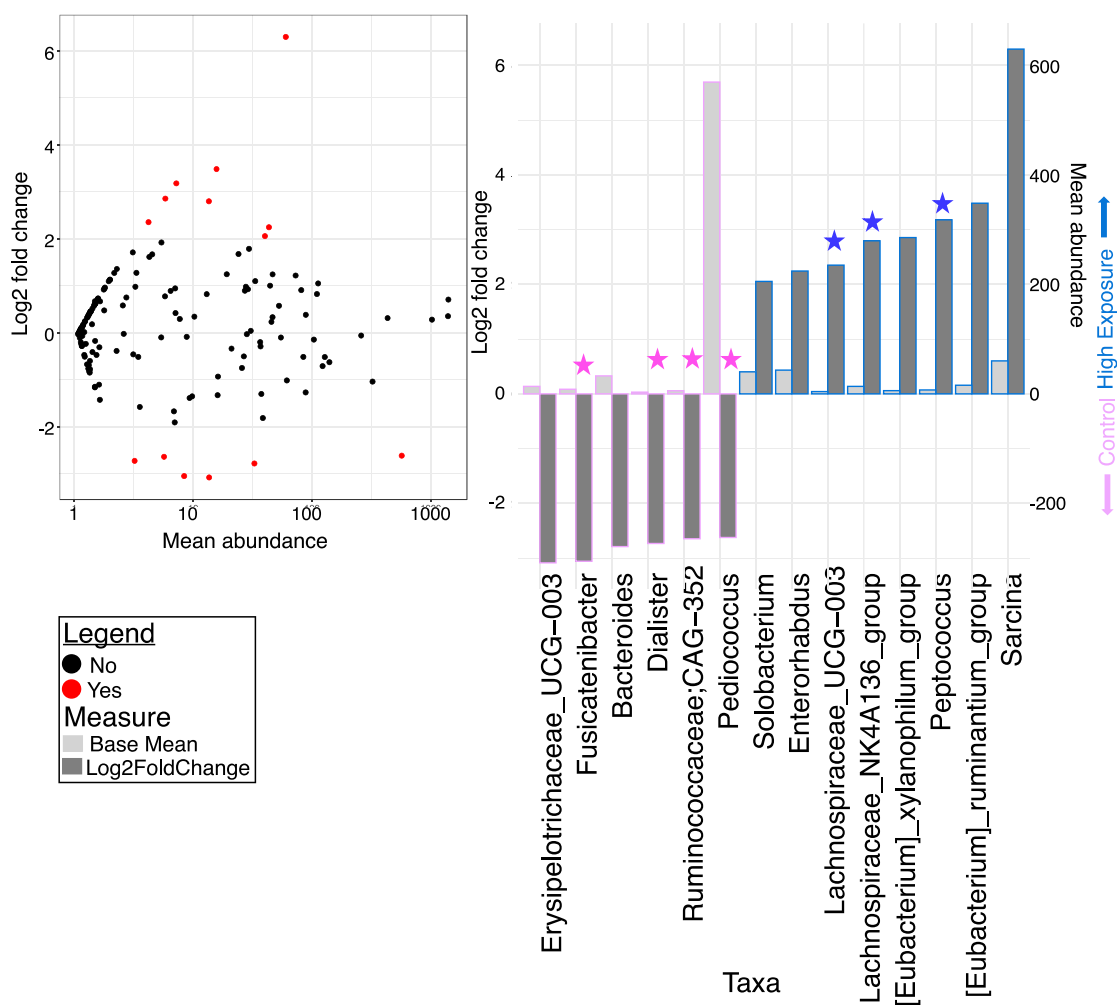 Log2 fold change
6
4
2
0
-2
1
10
100
1000
Mean abundance
Legend
No
Yes
Measure
Base Mean
Log2FoldChange
Log2 fold change
6
4
2
0
-2
600
400
200
0
-200
Mean abundance
Control
High Exposure
Erysipelotrichaceae_UCG−003
Fusicatenibacter
Bacteroides
Dialister
Ruminococcaceae;CAG−352
Pediococcus
Solobacterium
Enterorhabdus
Lachnospiraceae_UCG−003
Lachnospiraceae_NK4A136_group
[Eubacterium]_xylanophilum_group
Peptococcus
[Eubacterium]_ruminantium_group
Sarcina
Taxa